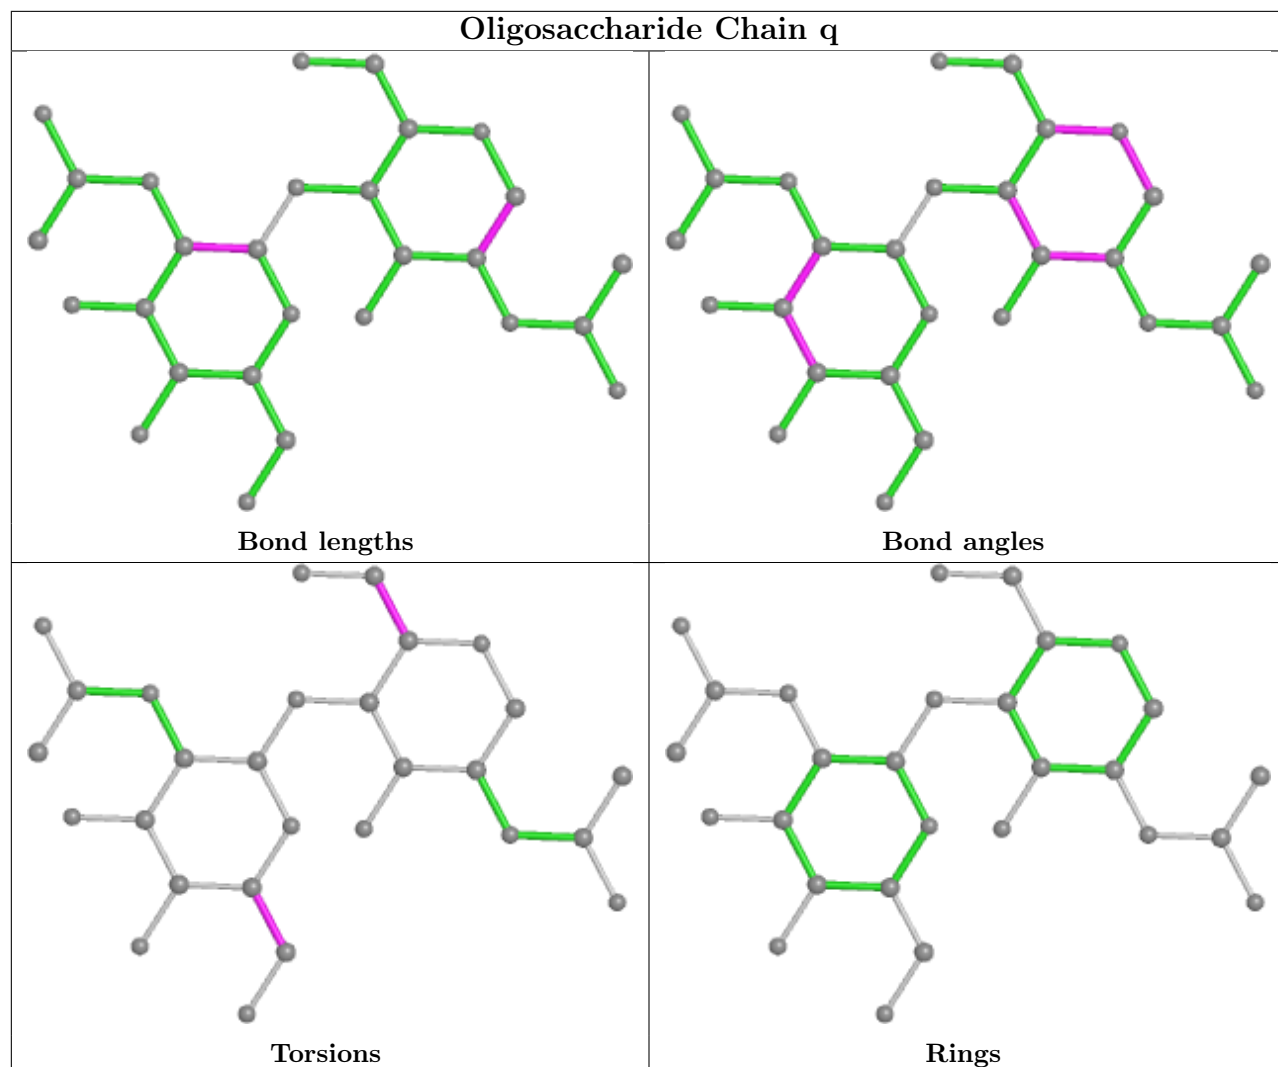 Oligosaccharide Chain q
Bond lengths
Bond angles
Torsions
Rings